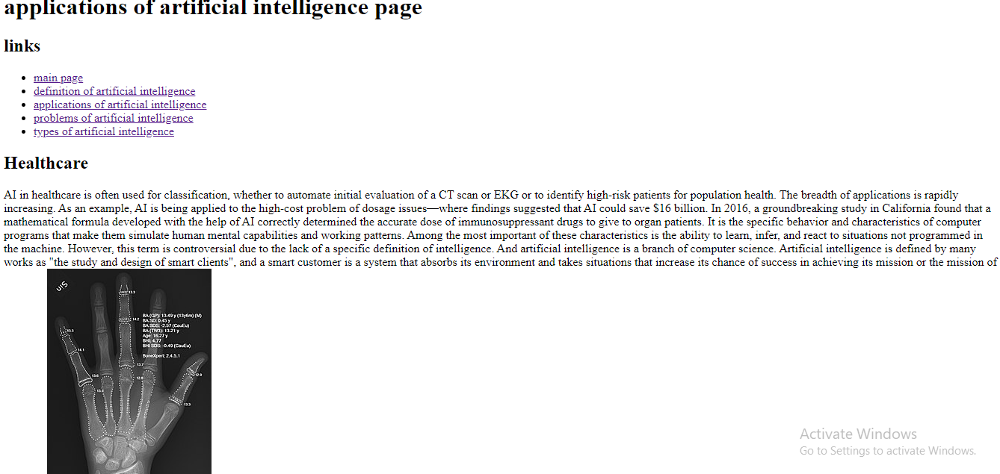 applications of artificial intelligence page
links
main page
definition of artificial intelligence
applications of artificial intelligence
problems of artificial intelligence
types of artificial intelligence
Healthcare
AI in healthcare is often used for classification, whether to automate initial evaluation of a CT scan or EKG or to identify high-risk patients for population health. The breadth of applications is rapidly
increasing. As an example, AI is being applied to the high-cost problem of dosage issues—where findings suggested that AI could save $16 billion. In 2016, a groundbreaking study in California found that a
mathematical formula developed with the help of AI correctly determined the accurate dose of immunosuppressant drugs to give to organ patients. It is the specific behavior and characteristics of computer
programs that make them simulate human mental capabilities and working patterns. Among the most important of these characteristics is the ability to learn, infer, and react to situations not programmed in
the machine. However, this term is controversial due to the lack of a specific definition of intelligence. And artificial intelligence is a branch of computer science. Artificial intelligence is defined by many
works as "the study and design of smart clients", and a smart customer is a system that absorbs its environment and takes situations that increase its chance of success in achieving its mission or the mission of
13.3
14.2
BA (GP): 13.49 y (13y6m) (M)
BA SD: 0.45 y
BA SDS: -2.57 (CauEu)
BA (TW3): 13.21 y
Age: 16.27 y
BHI: 4.77
BHI SDS: -0.49 (CauEu)
BoneXpert: 2.4.5.1
13.3
14.1
13.7
13.6
12.8
12.9
13.5
13.3
Activate Windows
Go to Settings to activate Windows.